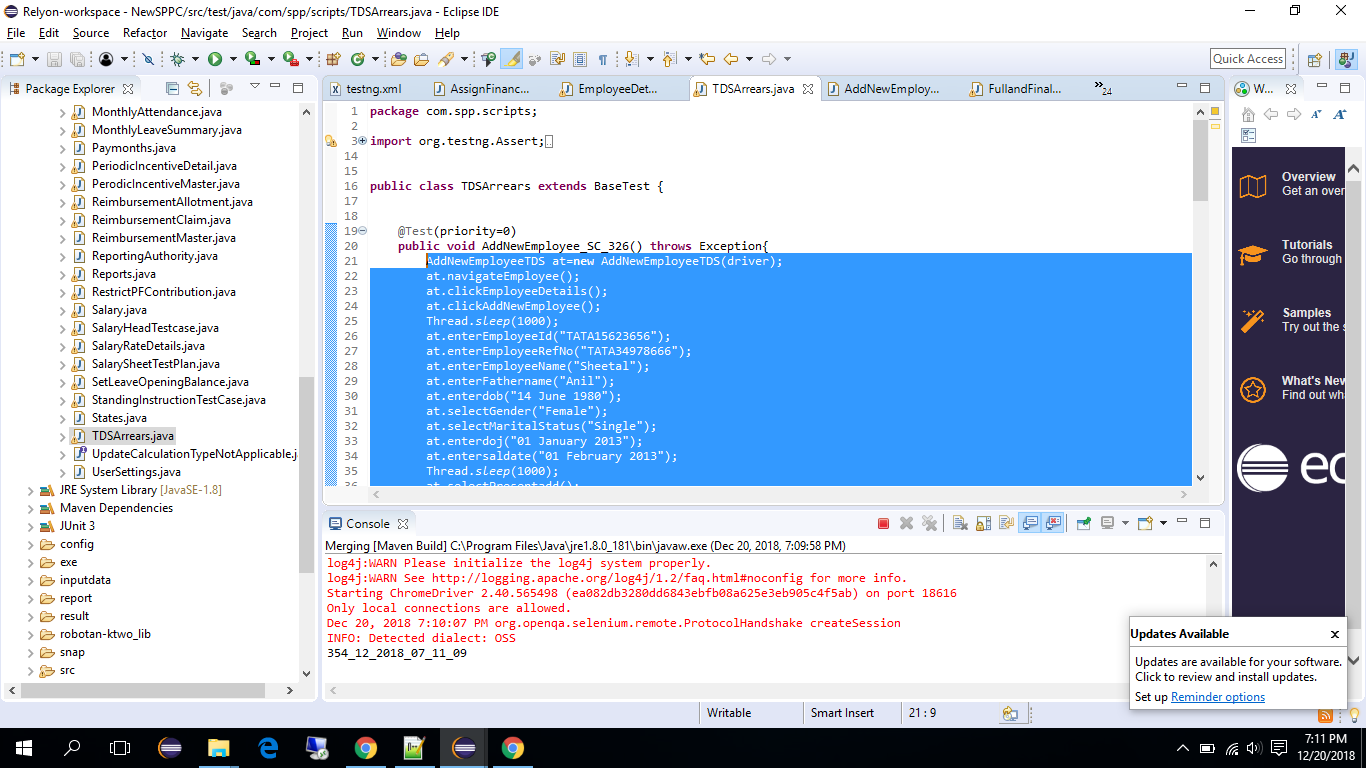 Relyon-workspace - NewSPPC/src/test/java/com/spp/scripts/TDSArrears.java - Eclipse IDE
File Edit Source Refactor Navigate Search Project Run Window Help
Quick Access
Package Explorer
MonthlyAttendance.java
MonthlyLeaveSummary.java
Paymonths.java
PeriodicIncentiveDetail.java
PerodicIncentiveMaster.java
ReimbursementAllotment.java
ReimbursementClaim.java
ReimbursementMaster.java
ReportingAuthority.java
Reports.java
RestrictPFContribution.java
Salary.java
SalaryHeadTestcase.java
SalaryRateDetails.java
SalarySheetTestPlan.java
SetLeaveOpeningBalance.java
StandingInstructionTestCase.java
States.java
TDSArrears.java
UpdateCalculationTypeNotApplicable.j
UserSettings.java
JRE System Library [JavaSE-1.8]
Maven Dependencies
JUnit 3
config
exe
inputdata
report
result
robotan-ktwo_lib
snap
src
testng.xml AssignFinanc... EmployeeDet... TDSArrears.java AddNewEmploy... FullandFinal... »24
1 package com.spp.scripts;
2
3 import org.testng.Assert;
14
15
16 public class TDSArrears extends BaseTest {
17
18
19 @Test(priority=0)
20 public void AddNewEmployee_SC_326() throws Exception{
21 AddNewEmployeeTDS at=new AddNewEmployeeTDS(driver);
22 at.navigateEmployee();
23 at.clickEmployeeDetails();
24 at.clickAddNewEmployee();
25 Thread.sleep(1000);
26 at.enterEmployeeId("TATA15623656");
27 at.enterEmployeeRefNo("TATA34978666");
28 at.enterEmployeeName("Sheetal");
29 at.enterFathername("Anil");
30 at.enterdob("14 June 1980");
31 at.selectGender("Female");
32 at.selectMaritalStatus("Single");
33 at.enterdoj("01 January 2013");
34 at.entersaldate("01 February 2013");
35 Thread.sleep(1000);
36 at.selectPresentadd();
W...
Overview
Get an over
Tutorials
Go through
Samples
Try out the s
What's New
Find out wha
ec
Console
Merging [Maven Build] C:\Program Files\Java\jre1.8.0_181\bin\javaw.exe (Dec 20, 2018, 7:09:58 PM)
log4j:WARN Please initialize the log4j system properly.
log4j:WARN See http://logging.apache.org/log4j/1.2/faq.html#noconfig for more info.
Starting ChromeDriver 2.40.565498 (ea082db3280dd6843ebfb08a625e3eb905c4f5ab) on port 18616
Only local connections are allowed.
Dec 20, 2018 7:10:07 PM org.openqa.selenium.remote.ProtocolHandshake createSession
INFO: Detected dialect: OSS
354_12_2018_07_11_09
Updates Available
Updates are available for your software.
Click to review and install updates.
Set up Reminder options
Writable Smart Insert 21 : 9
7:11 PM
12/20/2018